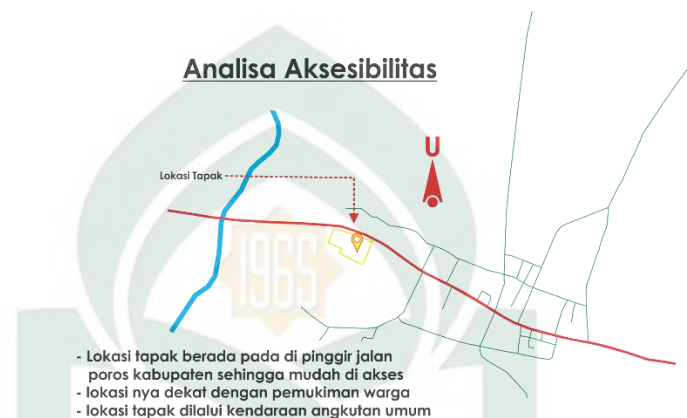 Analisa Aksesibilitas
Lokasi Tapak
U
1965
- Lokasi tapak berada pada di pinggir jalan
poros kabupaten sehingga mudah di akses
- lokasi nya dekat dengan pemukiman warga
- lokasi tapak dilalui kendaraan angkutan umum